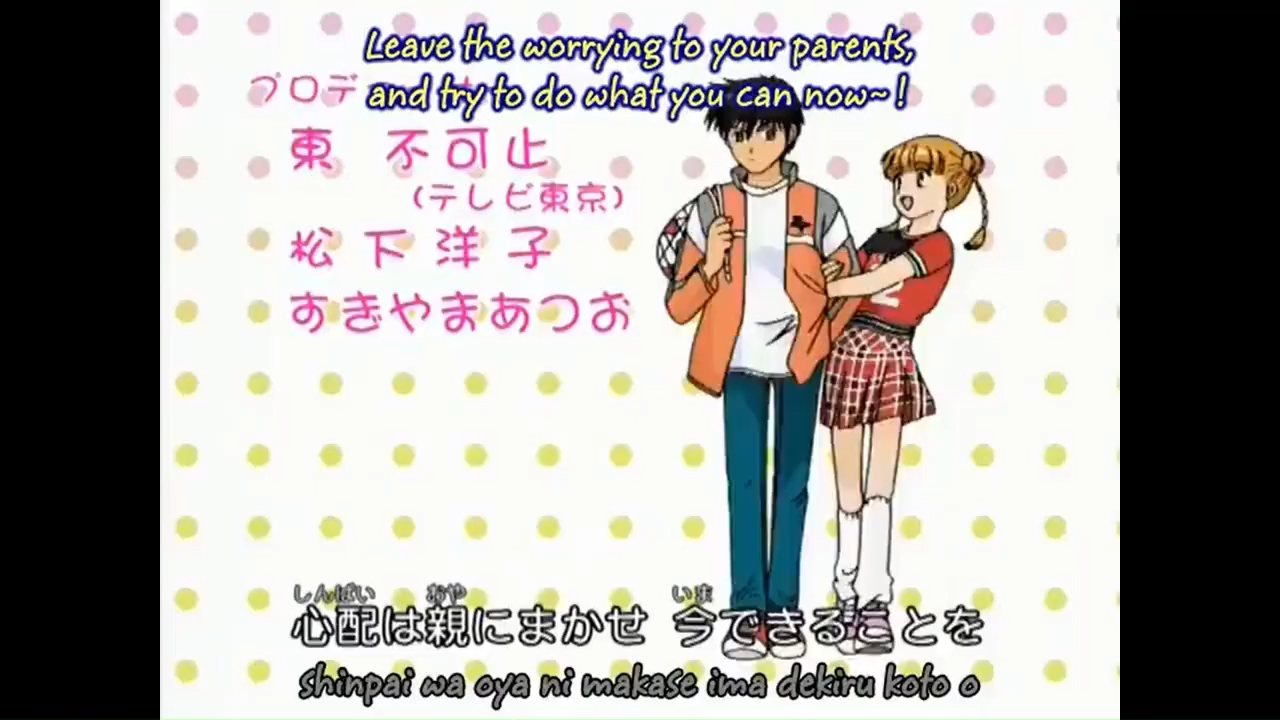 Leave the worrying to your parents,
and try to do what you can now~!
プロデ
東 不可止
(テレビ東京)
松下洋子
すぎやまあつお
しんぱい おや いま
心配は親にまかせ 今できることを
shinpai wa oya ni makase ima dekiru koto o